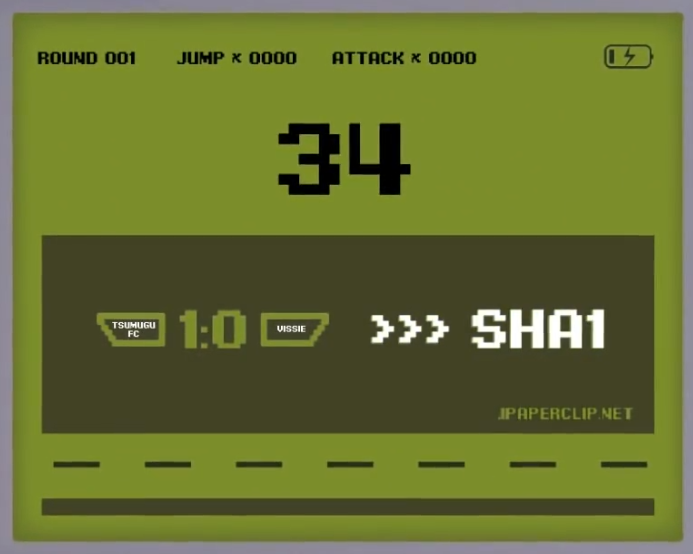 ROUND 001 JUMP × 0000 ATTACK × 0000
34
TSUMUGU FC 1:0 VISSIE >>> SHA1
JPAPERCLIP.NET